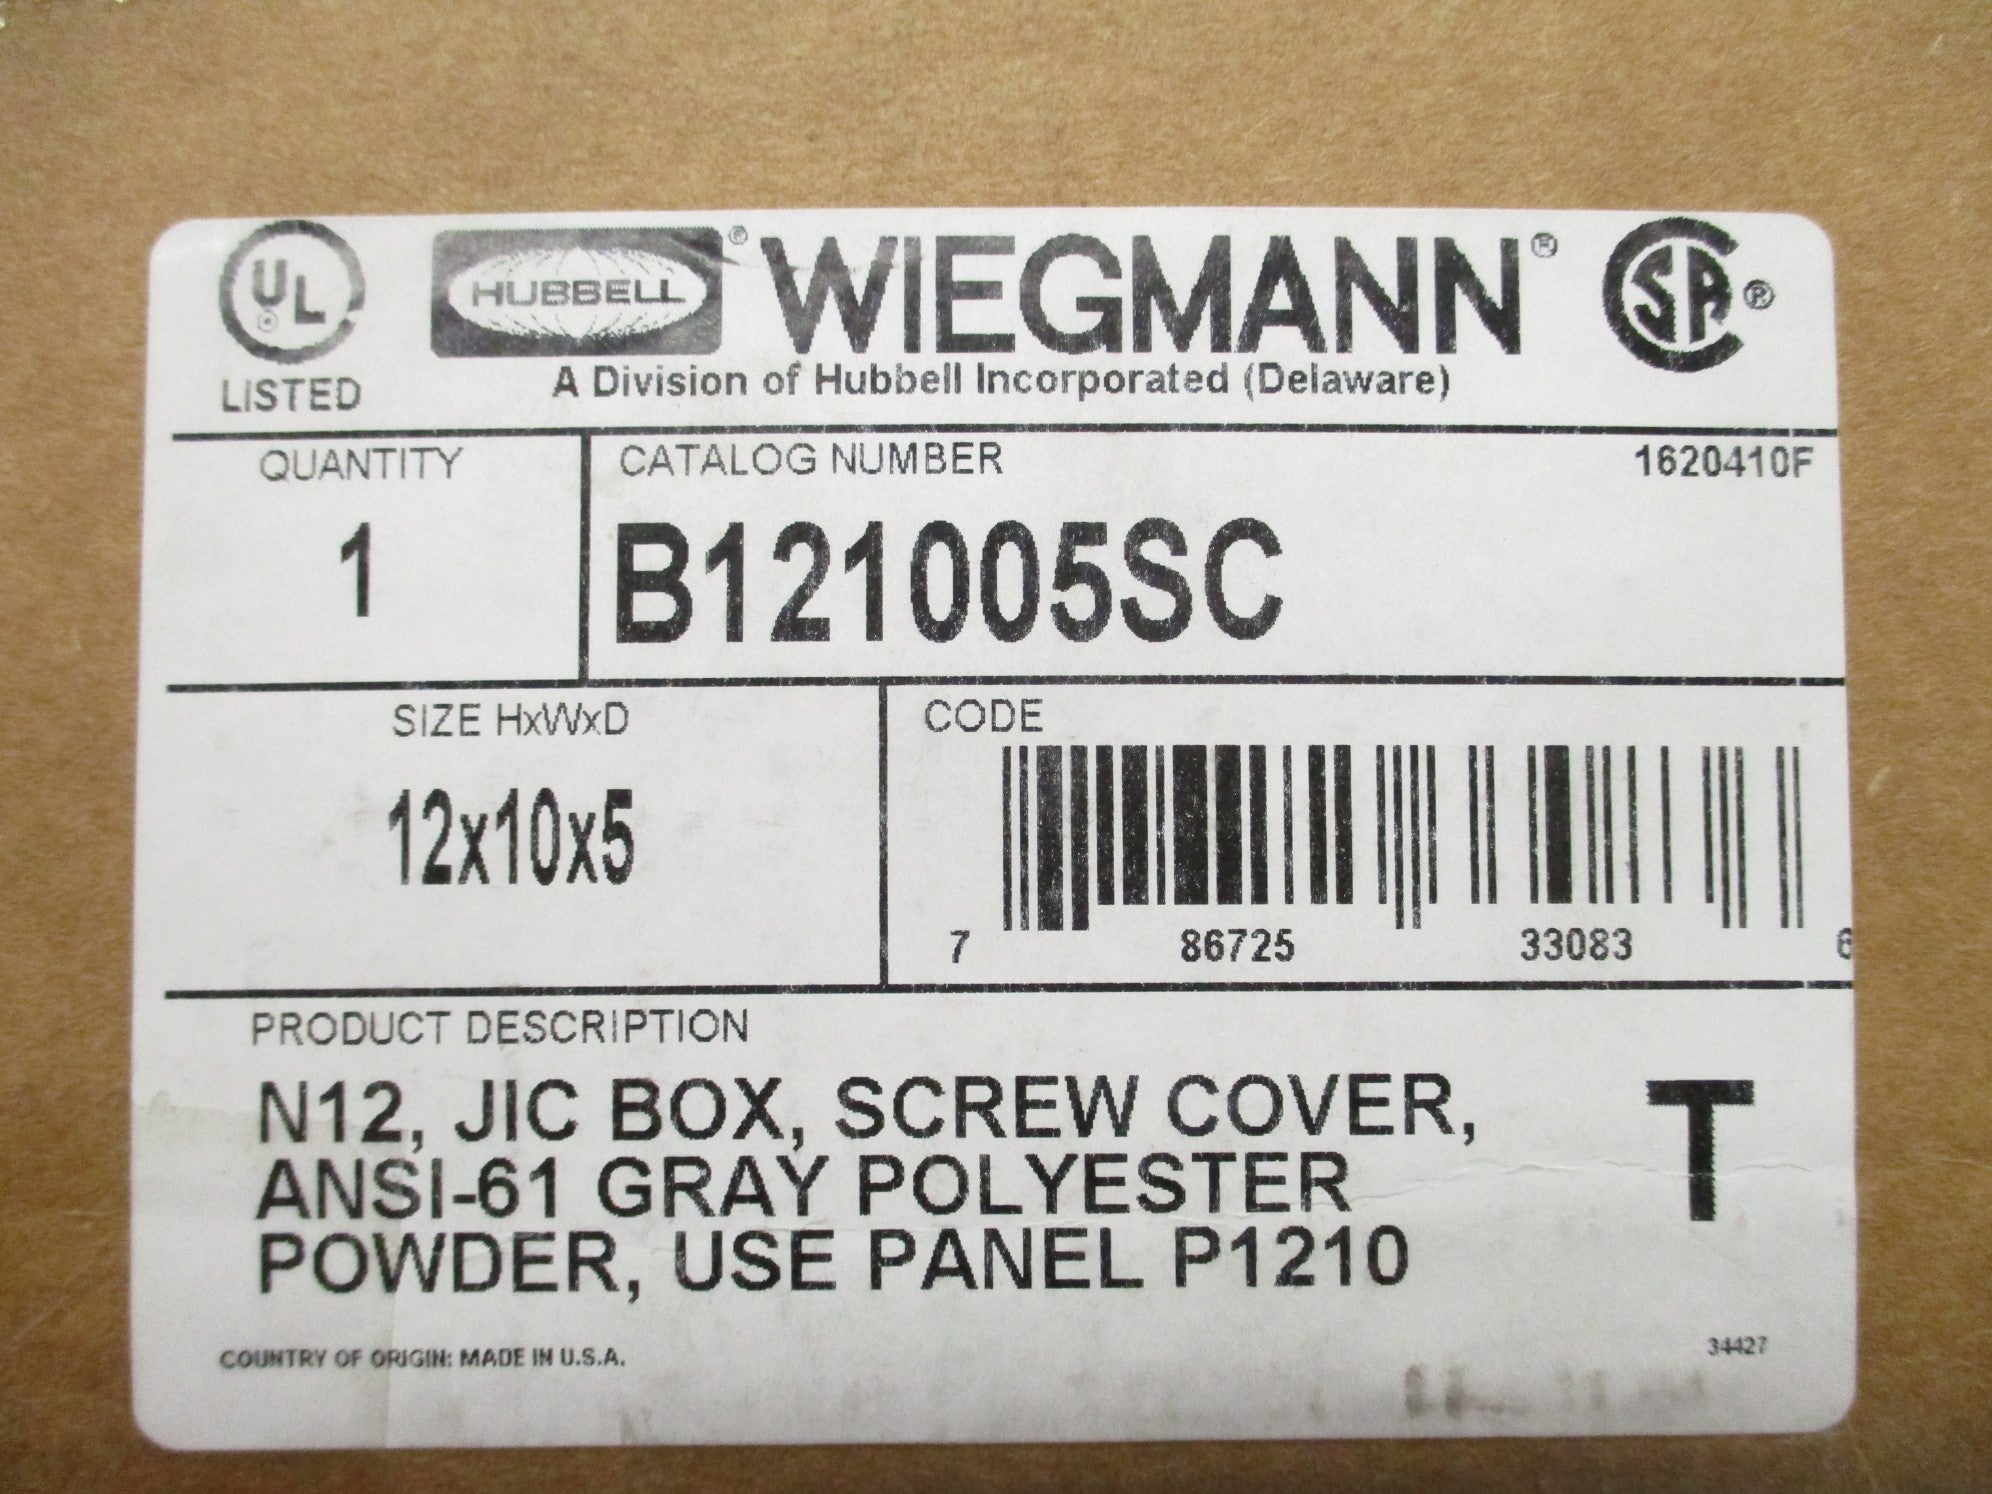 UL
LISTED
HUBBELL® WIEGMANN®
A Division of Hubbell Incorporated (Delaware)
CSA®
QUANTITY
1
CATALOG NUMBER
1620410F
B121005SC
SIZE HxWxD
12x10x5
CODE
7 86725 33083 6
PRODUCT DESCRIPTION
N12, JIC BOX, SCREW COVER,
ANSI-61 GRAY POLYESTER
POWDER, USE PANEL P1210
T
COUNTRY OF ORIGIN: MADE IN U.S.A.
34427